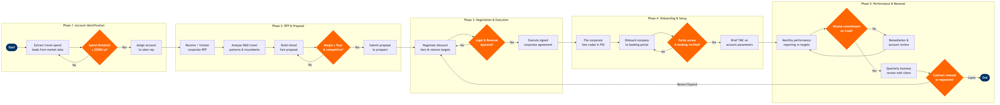 Phase 1: Account Identification
Start
Extract travel-spend
leads from market data
Spend threshold
≥ $250K/yr?
No
Yes
Assign account
to sales rep
Phase 2: RFP & Proposal
Receive / initiate
corporate RFP
Analyse O&D travel
patterns & incumbents
Build tiered
fare proposal
Margin ≥ floor
& competitive?
No
Yes
Submit proposal
to prospect
Phase 3: Negotiation & Execution
Negotiate discount
tiers & volume targets
Legal & Revenue
Approval?
No
Yes
Execute signed
corporate agreement
Phase 4: Onboarding & Setup
File corporate
fare codes in PSS
Onboard company
to booking portal
Portal access
& booking verified?
No
Yes
Brief TMC on
account parameters
Phase 5: Performance & Renewal
Monthly performance
reporting vs targets
Volume commitment
on track?
No
Remediation &
account review
Yes
Quarterly business
review with client
Contract renewal
or expansion?
Renew/Expand
Lapse
End